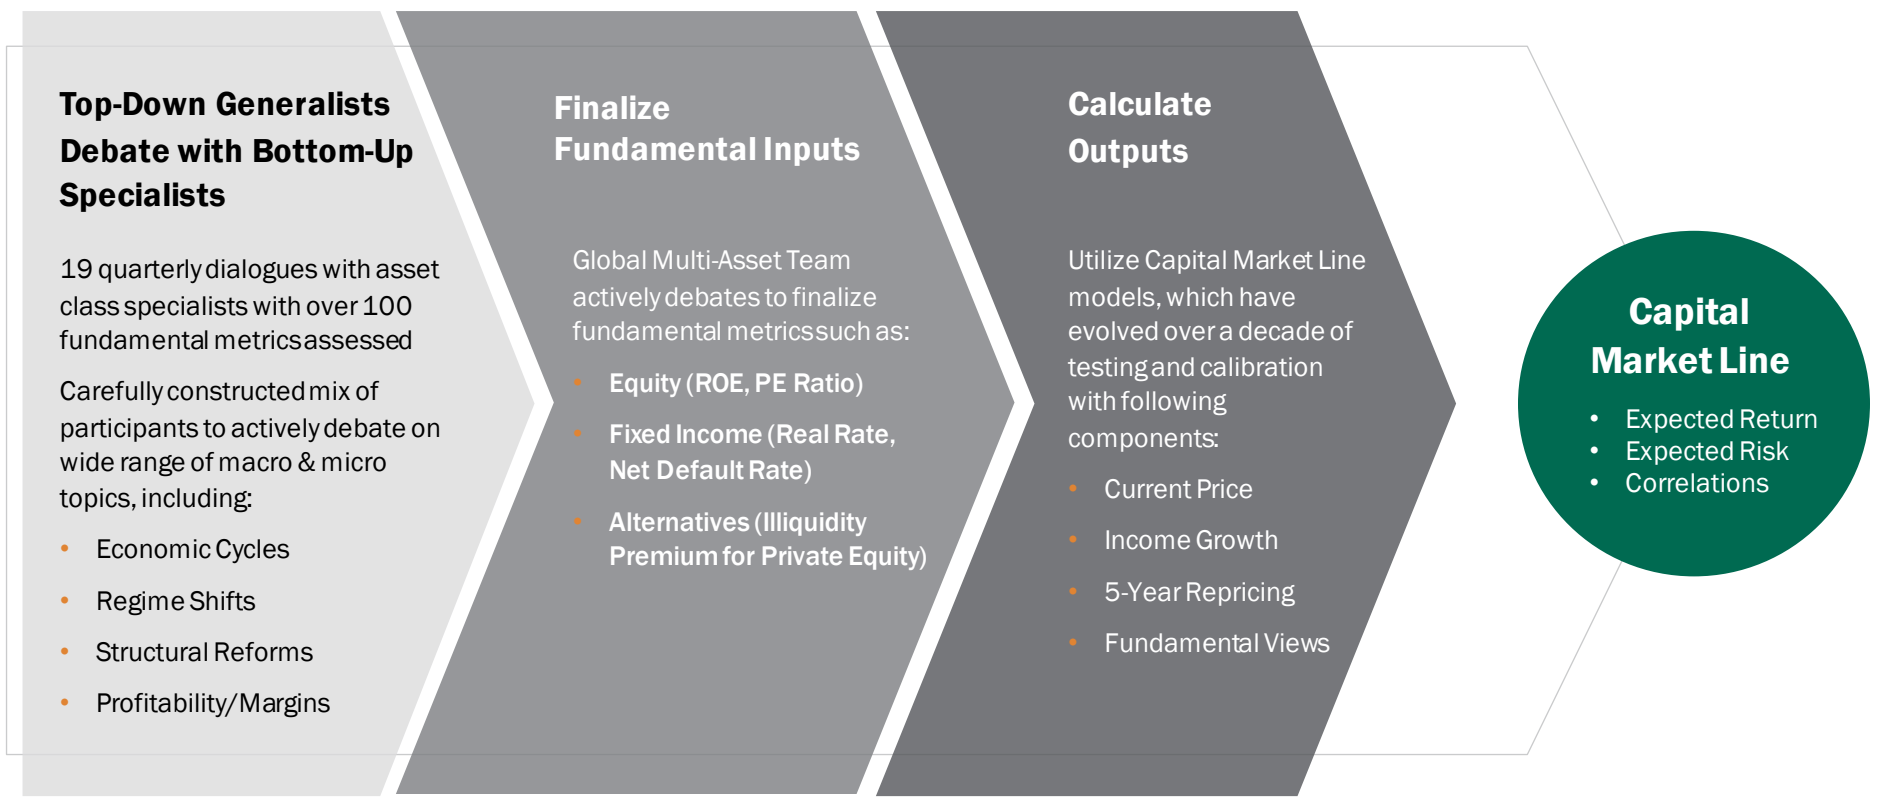 Top-Down Generalists
Debate with Bottom-Up
Specialists
19 quarterly dialogues with asset
class specialists with over 100
fundamental metrics assessed
Carefully constructed mix of
participants to actively debate on
wide range of macro & micro
topics, including:
• Economic Cycles
• Regime Shifts
• Structural Reforms
• Profitability/Margins
Finalize
Fundamental Inputs
Global Multi-Asset Team
actively debates to finalize
fundamental metrics such as:
• Equity (ROE, PE Ratio)
• Fixed Income (Real Rate,
Net Default Rate)
• Alternatives (Illiquidity
Premium for Private Equity)
Calculate
Outputs
Utilize Capital Market Line
models, which have
evolved over a decade of
testing and calibration
with following
components:
• Current Price
• Income Growth
• 5-Year Repricing
• Fundamental Views
Capital
Market Line
• Expected Return
• Expected Risk
• Correlations